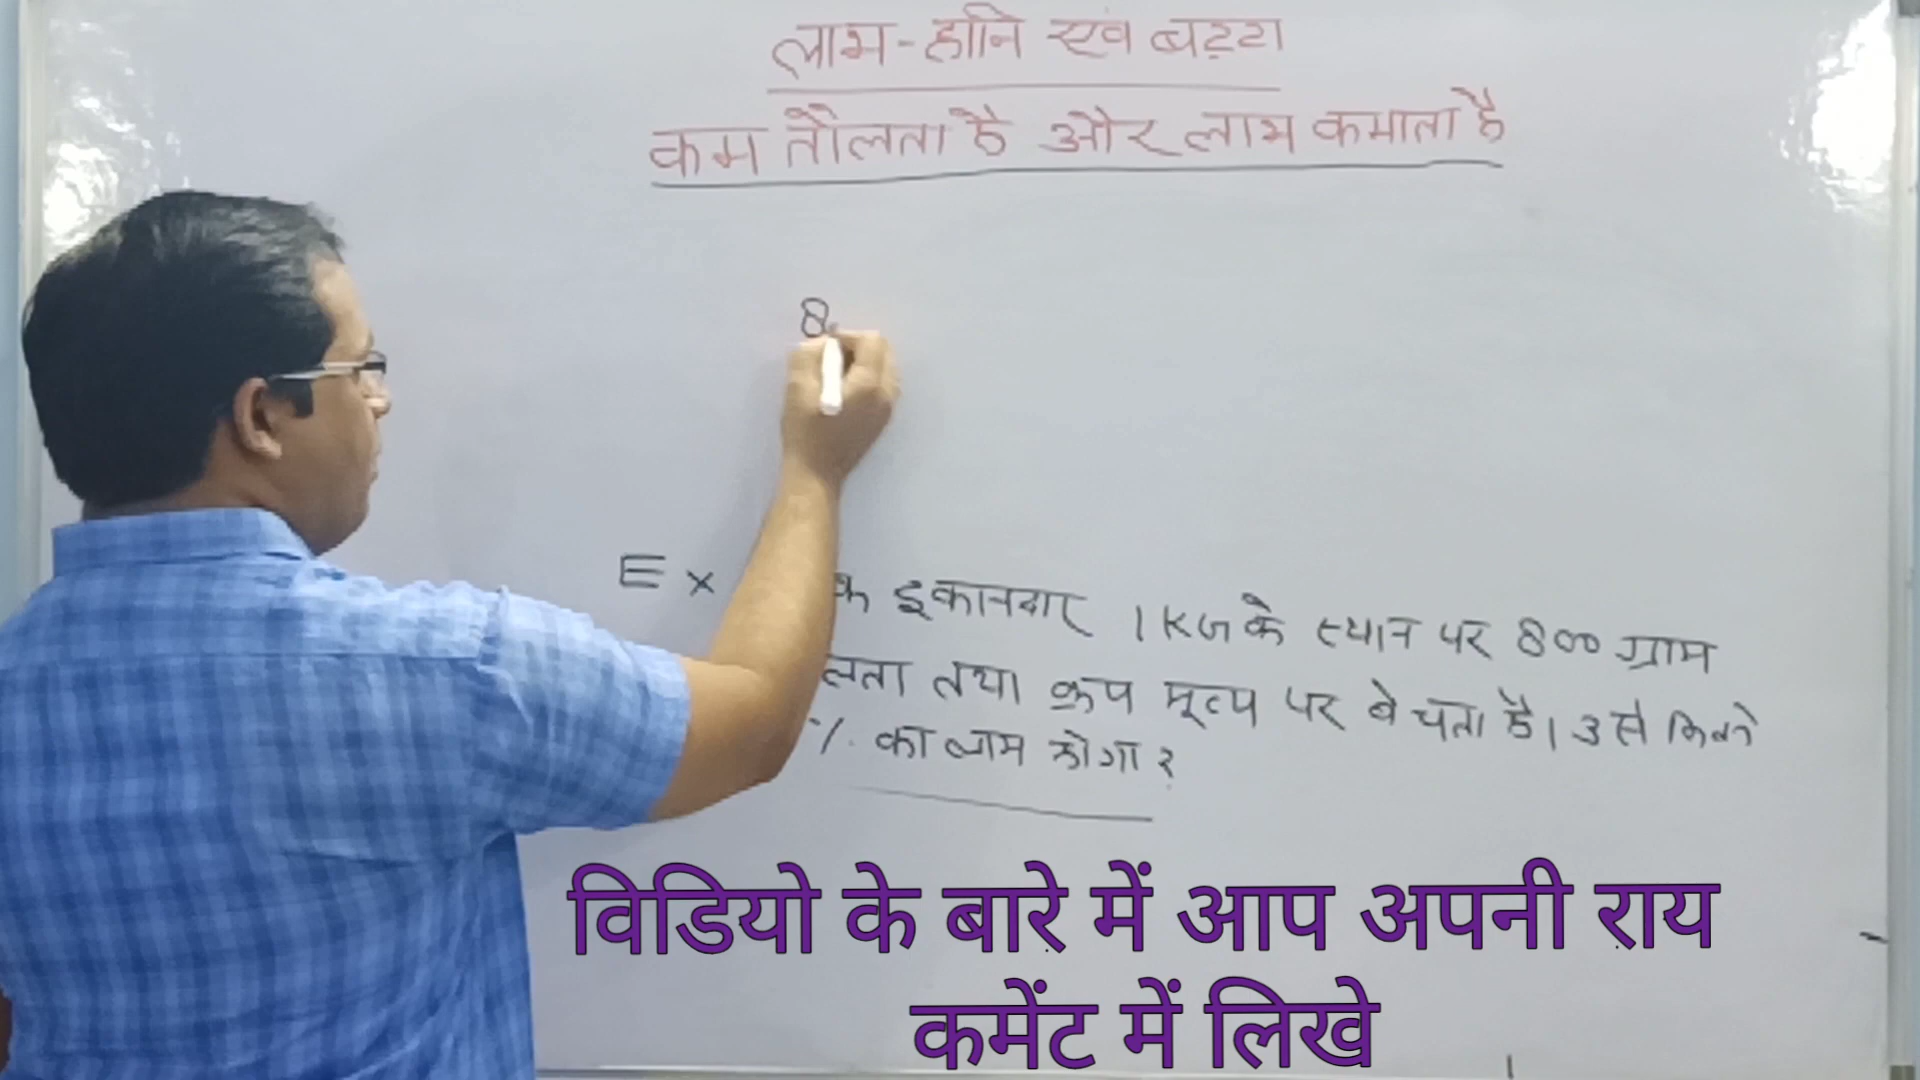 लाभ-हानि एवं बट्टा
कम तौलता है और लाभ कमाता है
8
Ex क दुकानदार 1KG के स्थान पर 800 ग्राम
लता तथा क्रय मूल्य पर बेचता है। उसे कितने
% का लाभ होगा?
विडियो के बारे में आप अपनी राय
कमेंट में लिखे